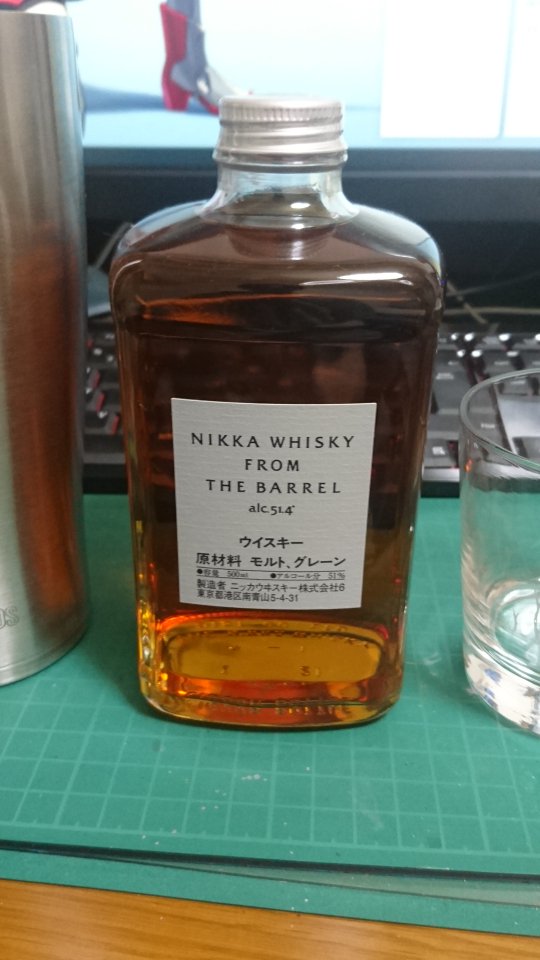 NIKKA WHISKY
FROM
THE BARREL
alc.51.4°
ウイスキー
原材料 モルト、グレーン
●容量 500ml ●アルコール分 51%
製造者 ニッカウヰスキー株式会社6
東京都港区南青山5-4-31